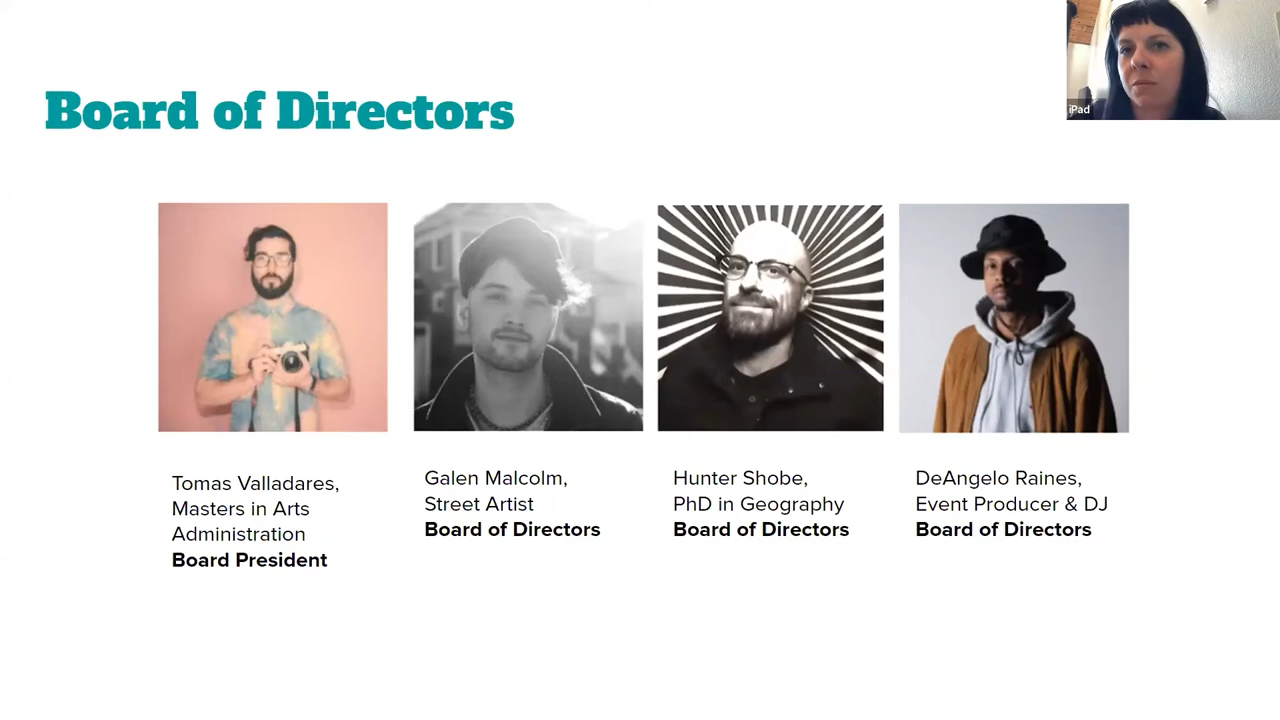 Board of Directors
iPad
Tomas Valladares,
Masters in Arts
Administration
Board President
Galen Malcolm,
Street Artist
Board of Directors
Hunter Shobe,
PhD in Geography
Board of Directors
DeAngelo Raines,
Event Producer & DJ
Board of Directors